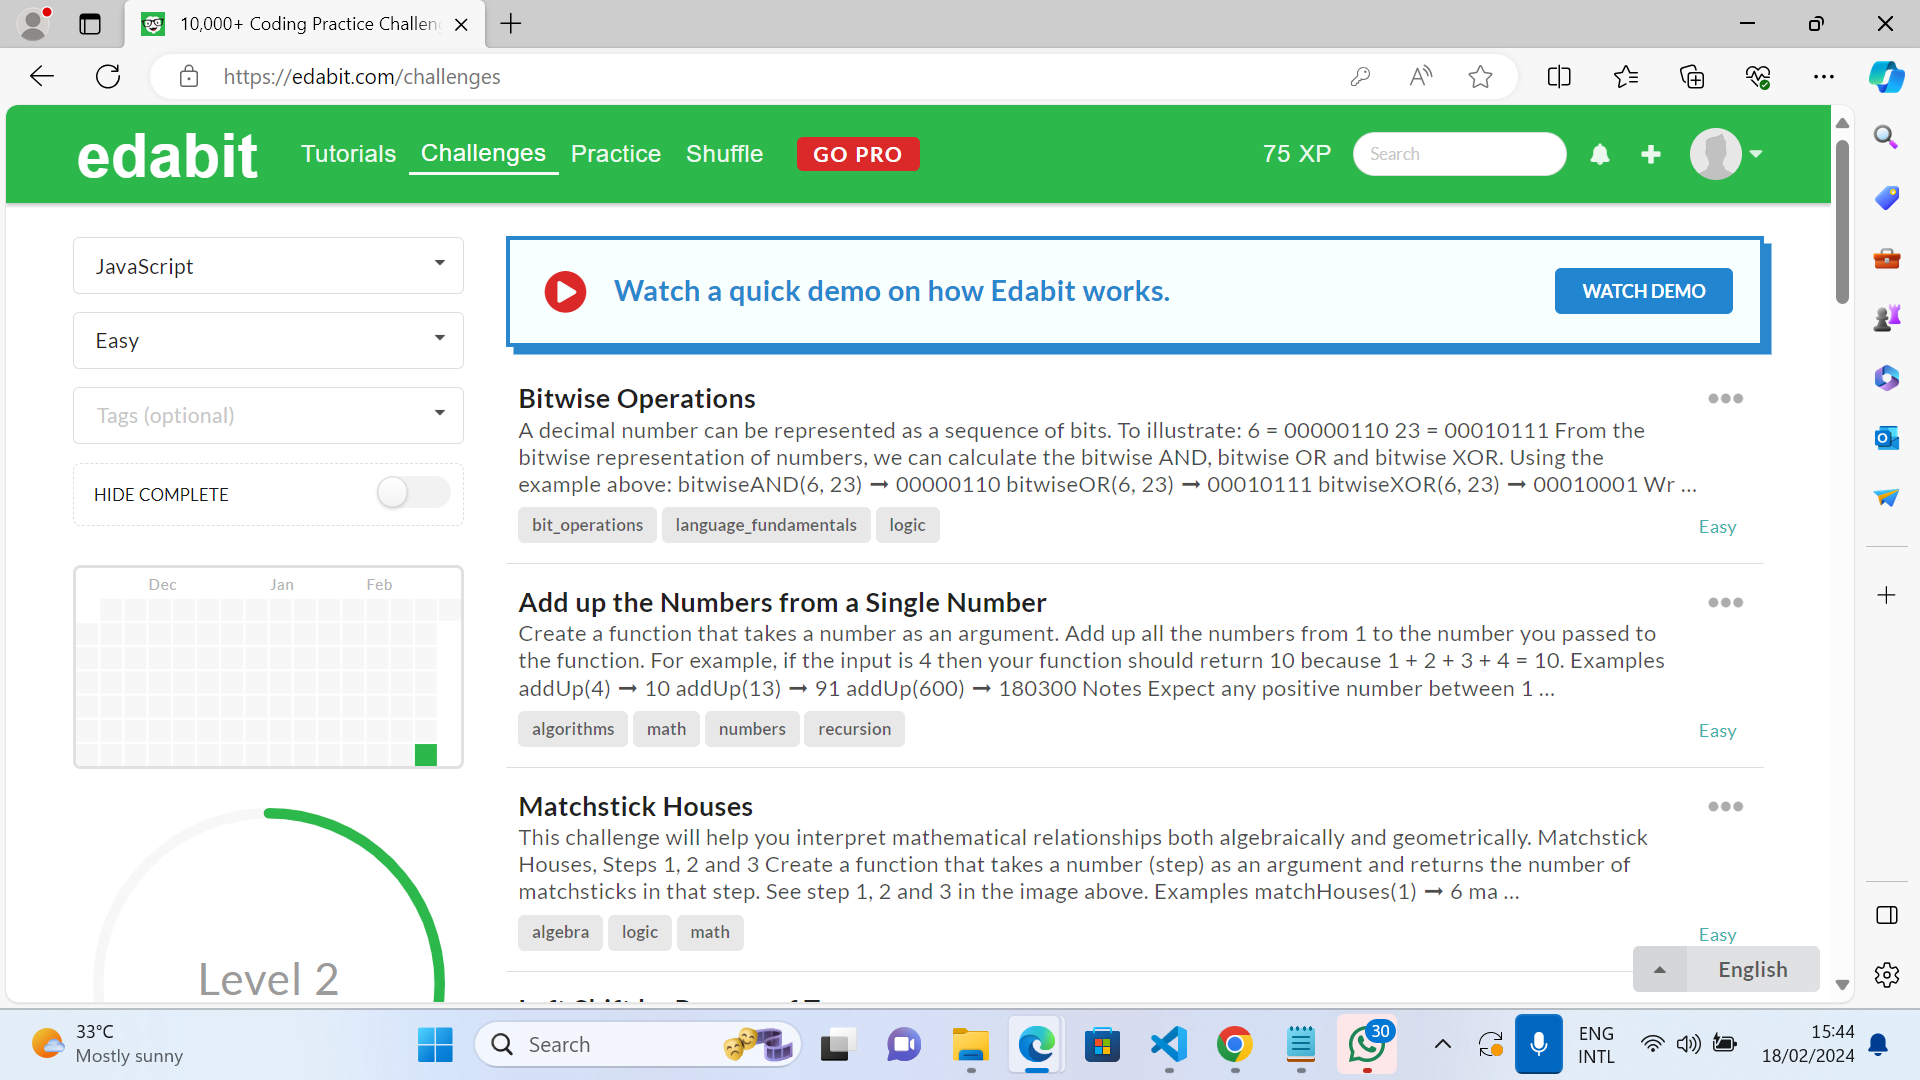 10,000+ Coding Practice Challen
https://edabit.com/challenges
edabit
Tutorials
Challenges
Practice
Shuffle
GO PRO
75 XP
Search
JavaScript
Easy
Tags (optional)
HIDE COMPLETE
Dec Jan Feb
Level 2
Watch a quick demo on how Edabit works.
WATCH DEMO
Bitwise Operations
A decimal number can be represented as a sequence of bits. To illustrate: 6 = 00000110 23 = 00010111 From the
bitwise representation of numbers, we can calculate the bitwise AND, bitwise OR and bitwise XOR. Using the
example above: bitwiseAND(6, 23) ➞ 00000110 bitwiseOR(6, 23) ➞ 00010111 bitwiseXOR(6, 23) ➞ 00010001 Wr ...
bit_operations language_fundamentals logic
Easy
Add up the Numbers from a Single Number
Create a function that takes a number as an argument. Add up all the numbers from 1 to the number you passed to
the function. For example, if the input is 4 then your function should return 10 because 1 + 2 + 3 + 4 = 10. Examples
addUp(4) ➞ 10 addUp(13) ➞ 91 addUp(600) ➞ 180300 Notes Expect any positive number between 1 ...
algorithms math numbers recursion
Easy
Matchstick Houses
This challenge will help you interpret mathematical relationships both algebraically and geometrically. Matchstick
Houses, Steps 1, 2 and 3 Create a function that takes a number (step) as an argument and returns the number of
matchsticks in that step. See step 1, 2 and 3 in the image above. Examples matchHouses(1) ➞ 6 ma ...
algebra logic math
Easy
English
33°C
Mostly sunny
Search
30
ENG
INTL
15:44
18/02/2024